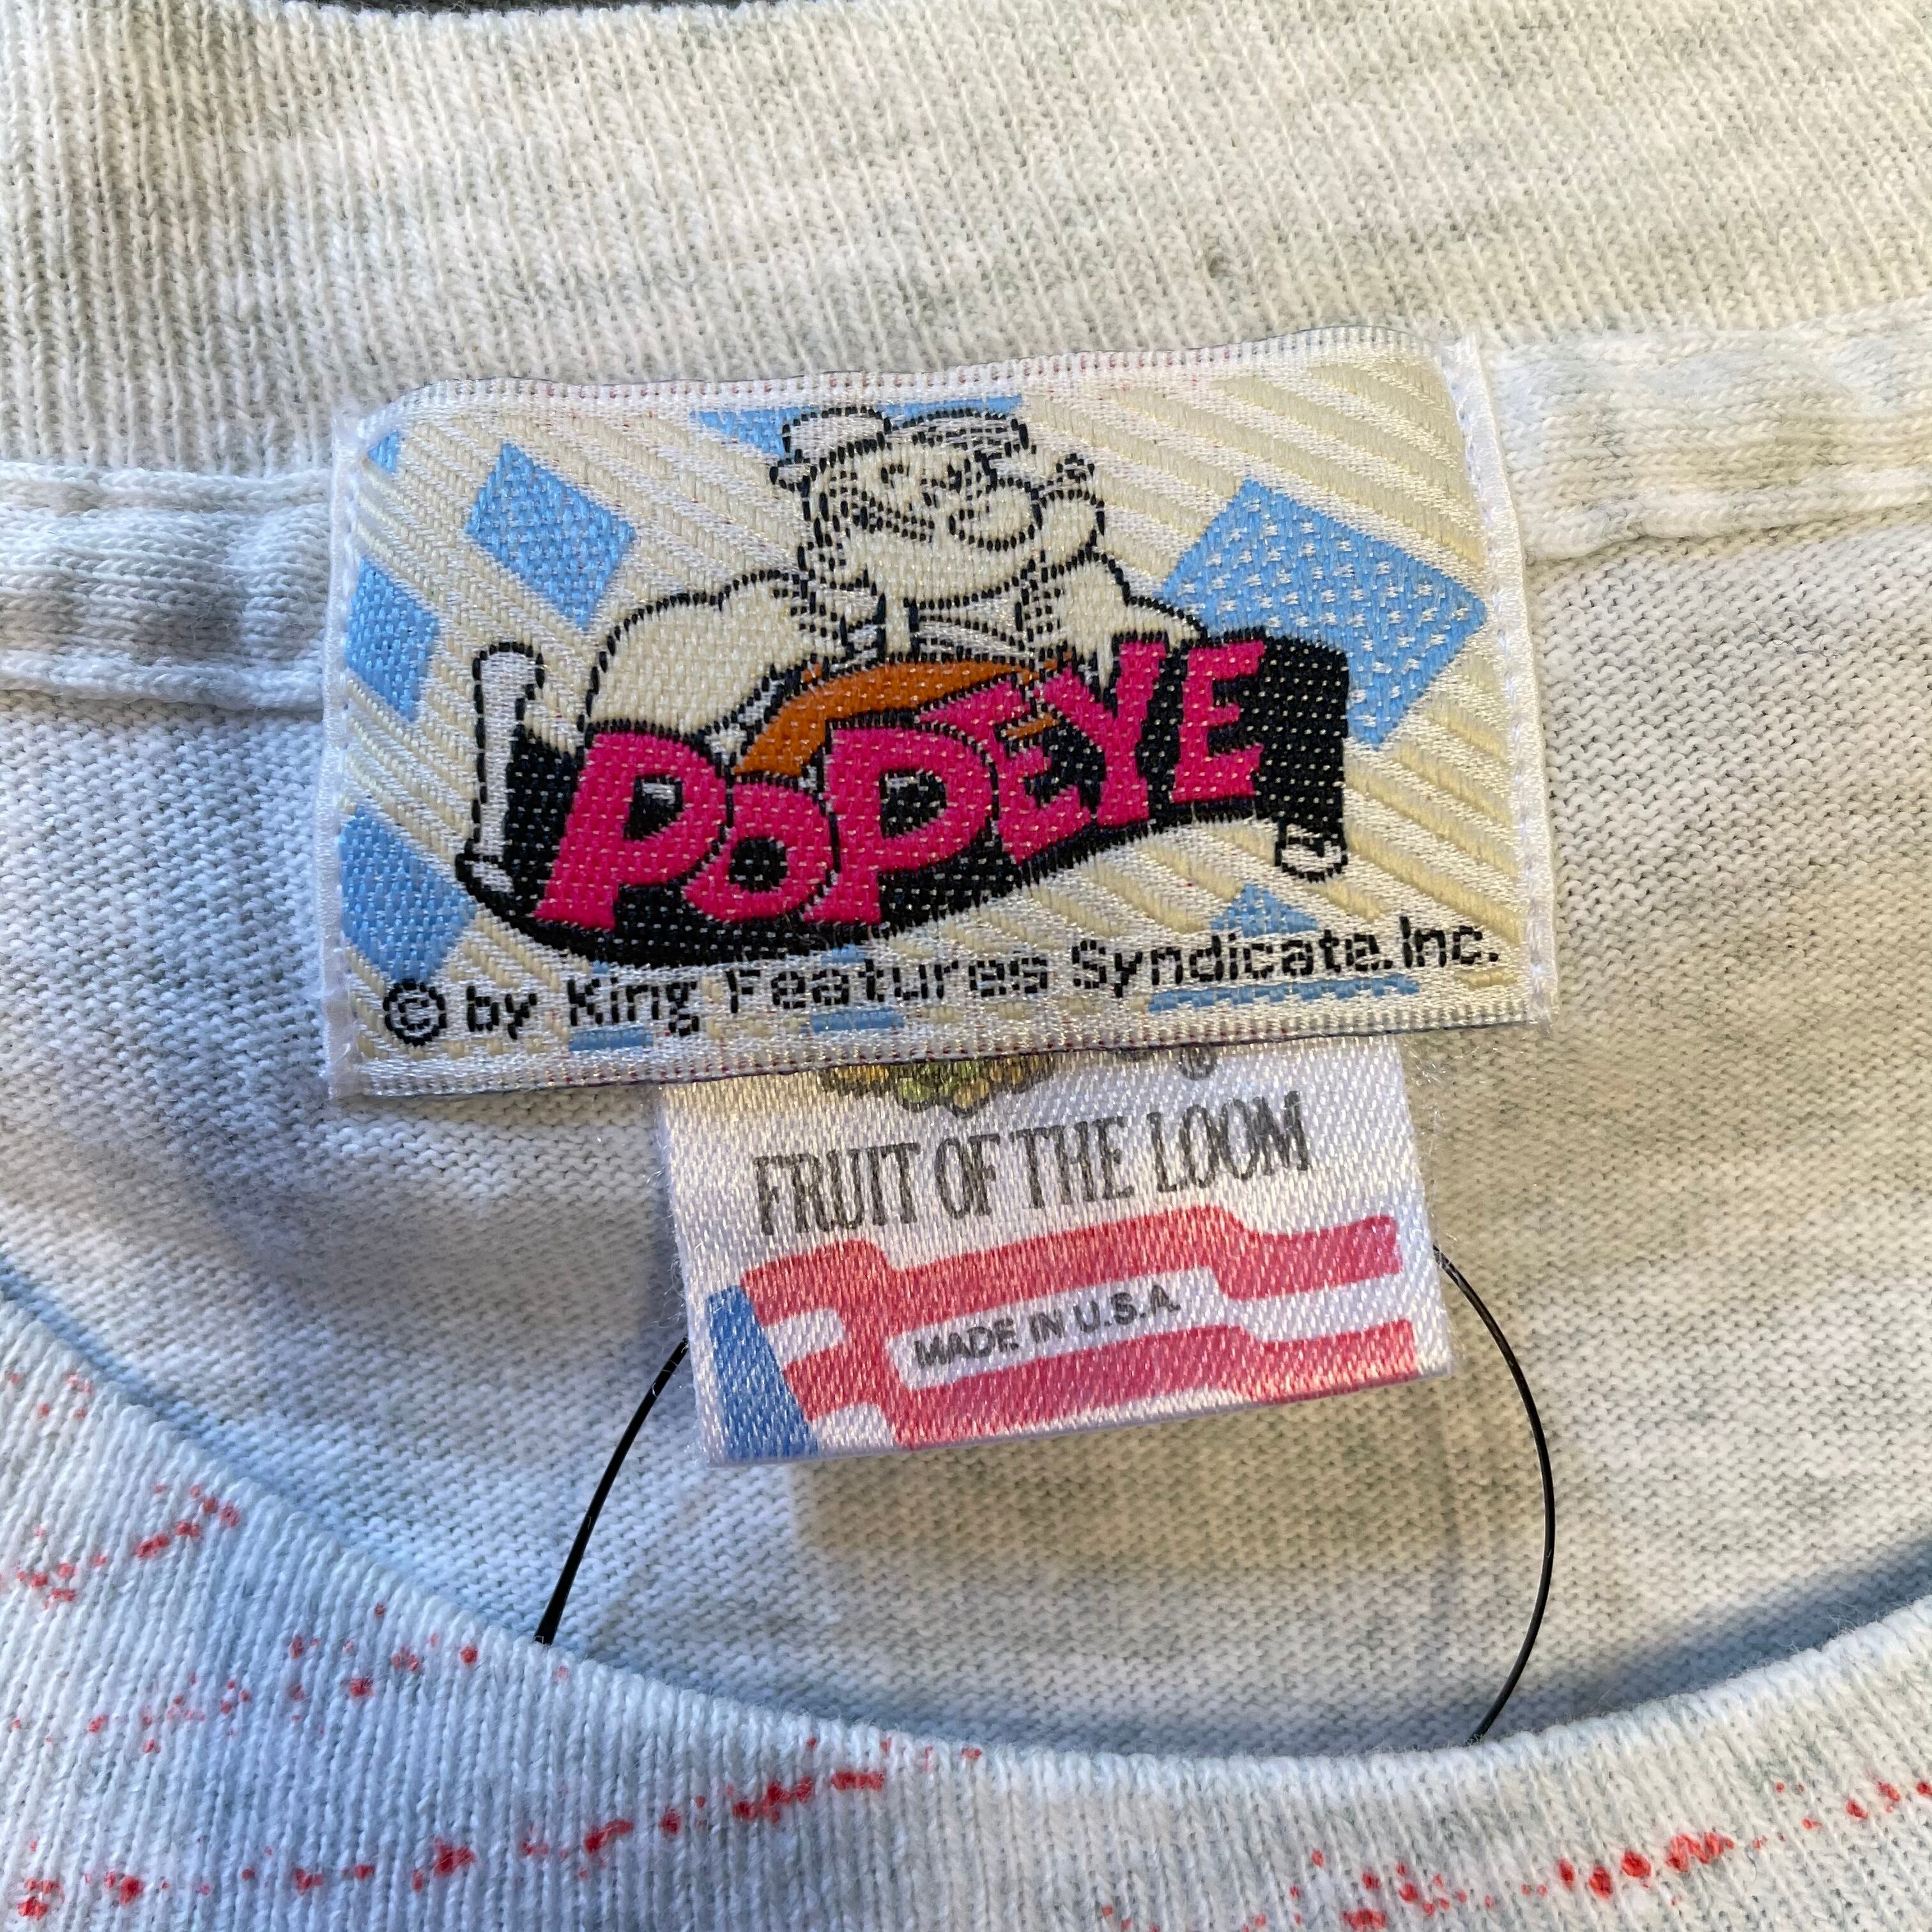 POPEYE
© by King Features Syndicate.Inc.
®
FRUIT OF THE LOOM
MADE IN U.S.A.